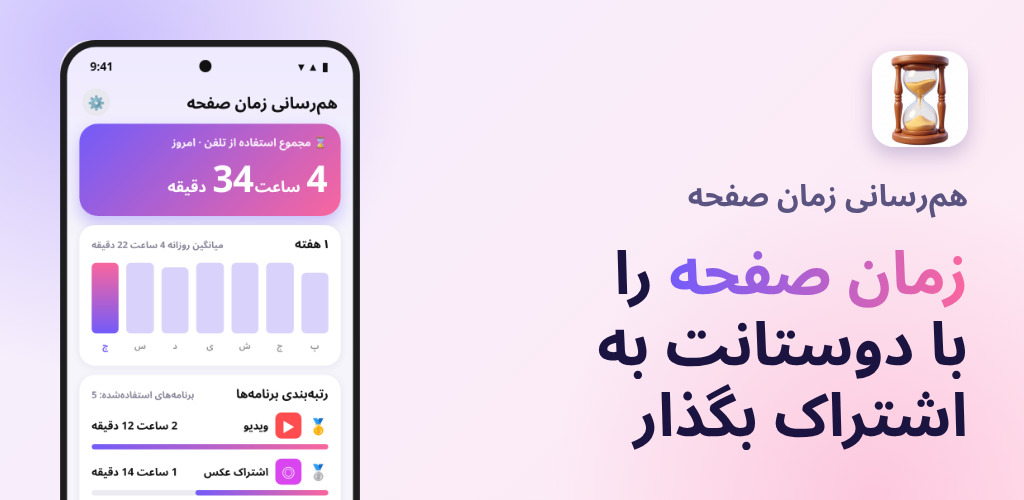 هم‌رسانی زمان صفحه
زمان صفحه را
با دوستانت به
اشتراک بگذار
9:41
هم‌رسانی زمان صفحه
مجموع استفاده از تلفن · امروز
4 ساعت 34 دقیقه
۱ هفته
میانگین روزانه 4 ساعت 22 دقیقه
پ ج ش ی د س چ
رتبه‌بندی برنامه‌ها
برنامه‌های استفاده‌شده: 5
ویدیو
2 ساعت 12 دقیقه
اشتراک عکس
1 ساعت 14 دقیقه